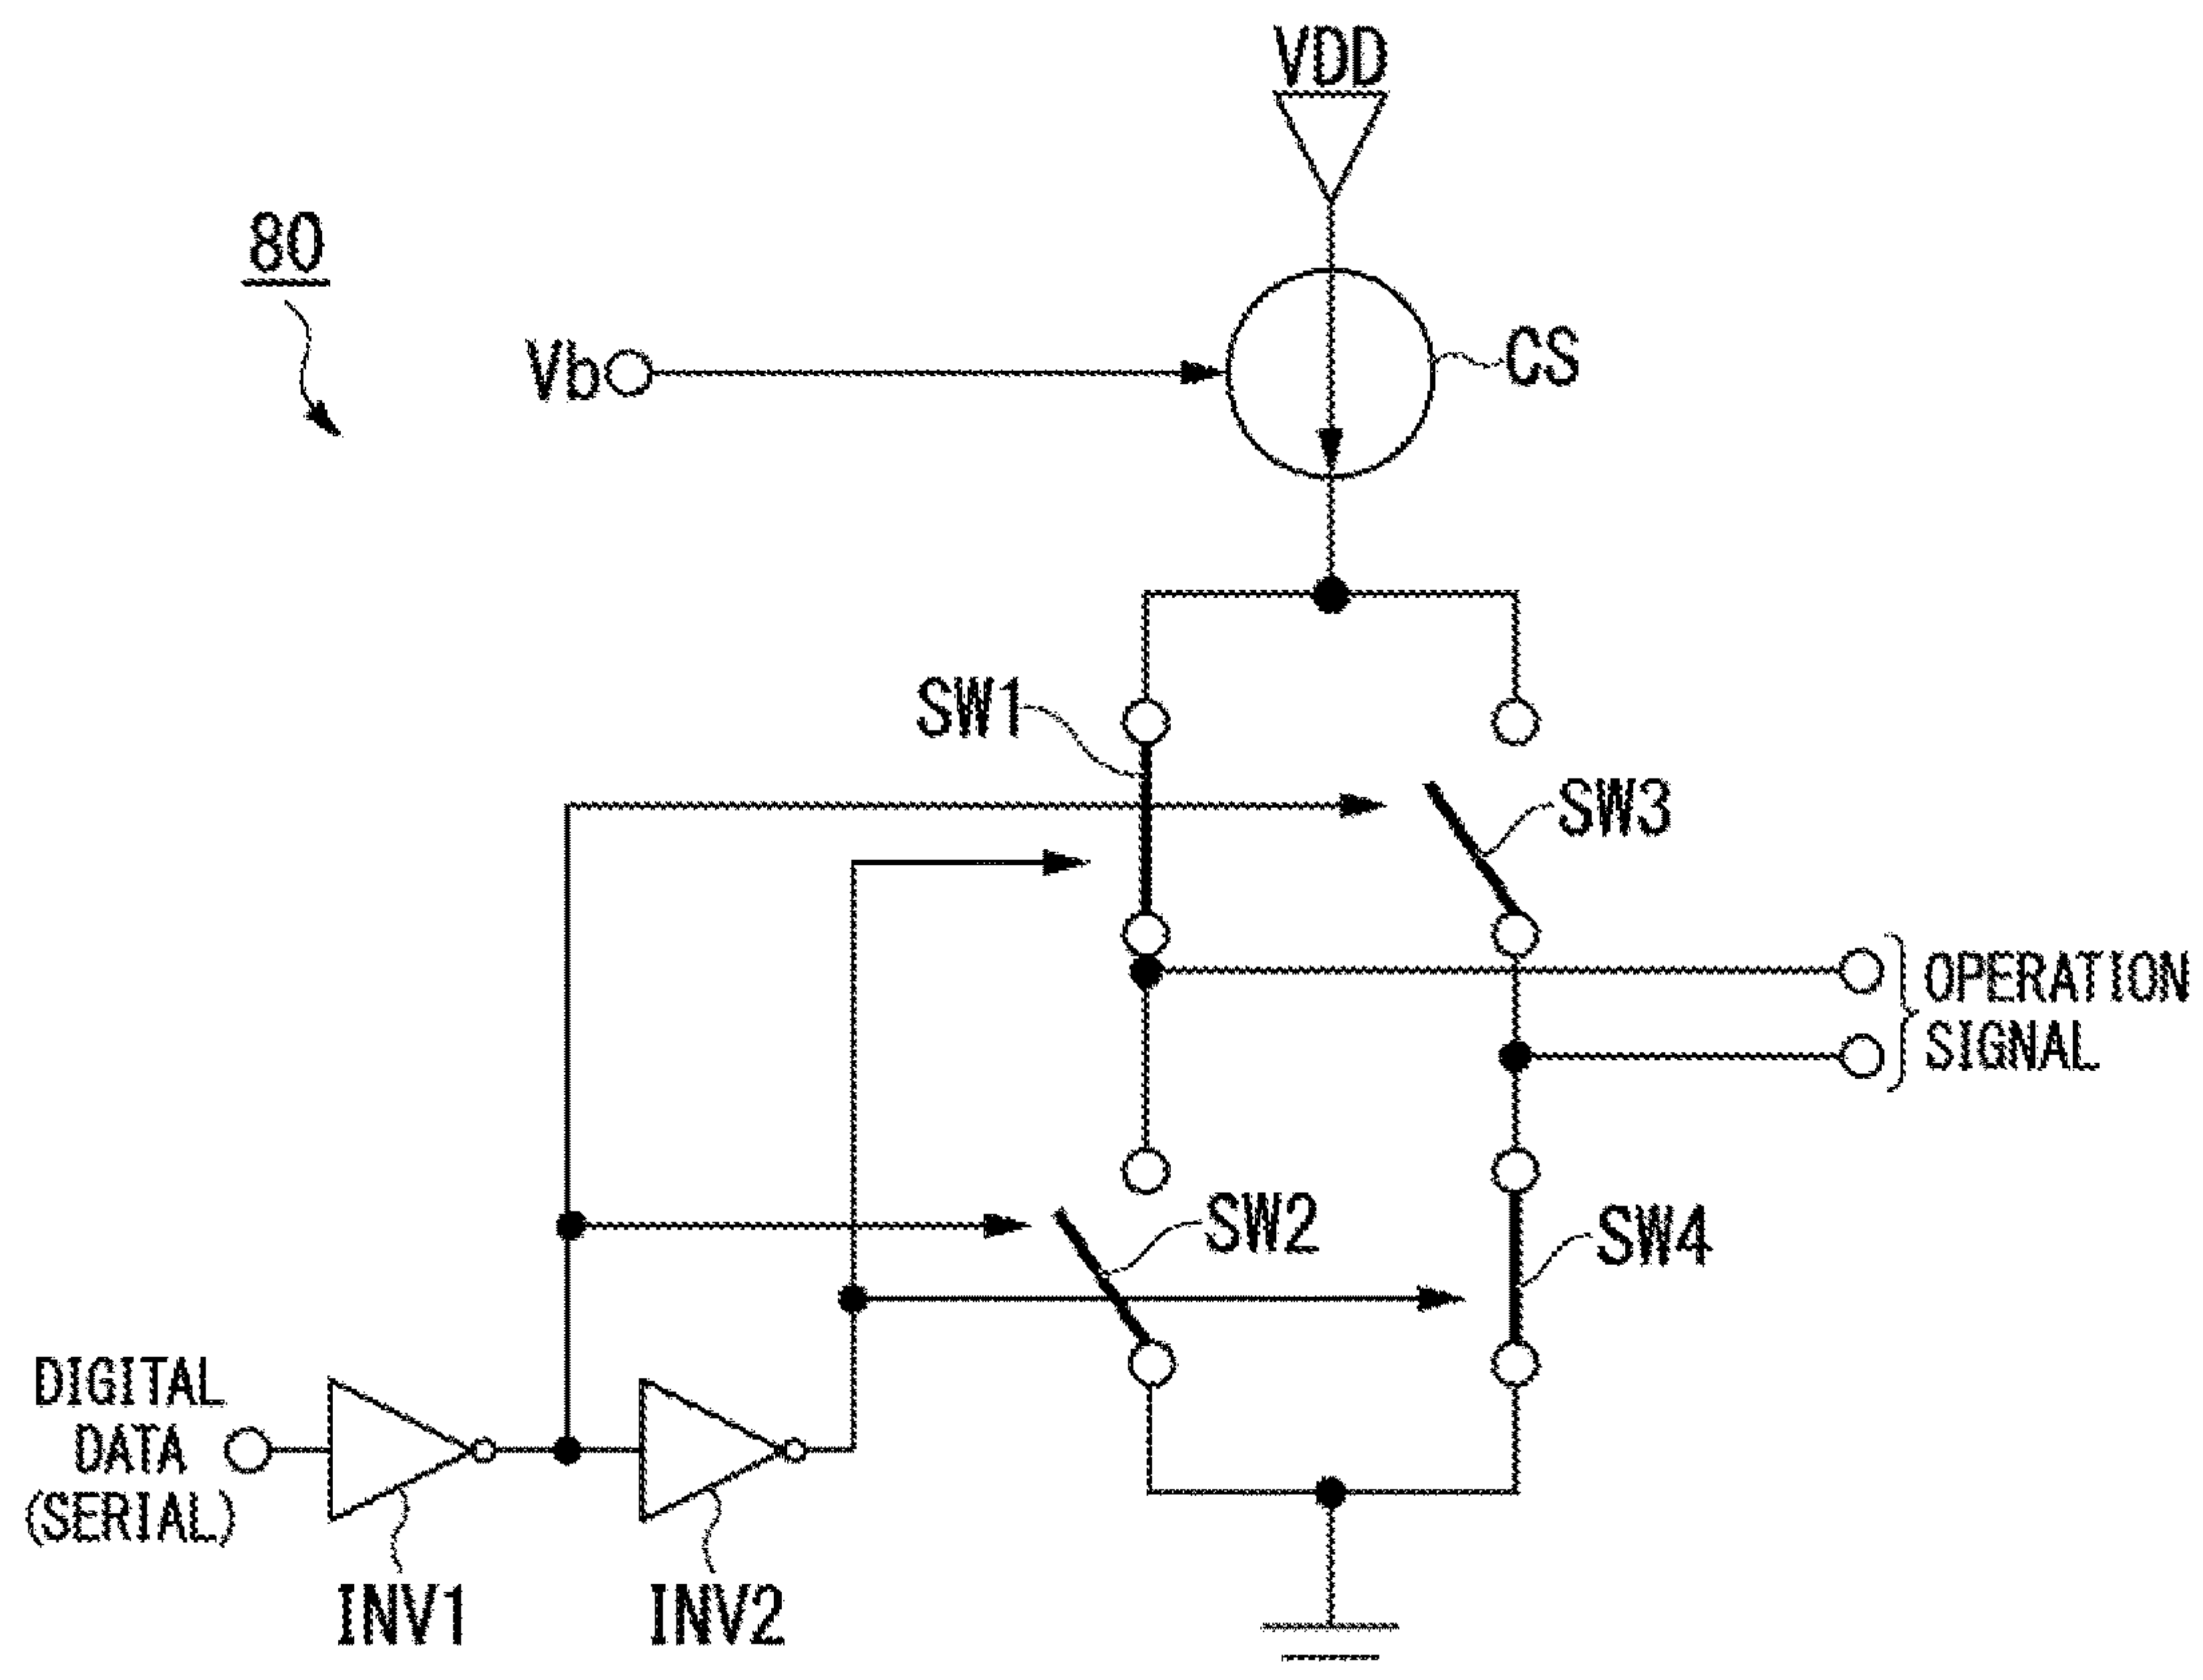 VDD
80
Vb
CS
SW1
SW3
OPERATION
SIGNAL
SW2
SW4
DIGITAL
DATA
(SERIAL)
INV1
INV2